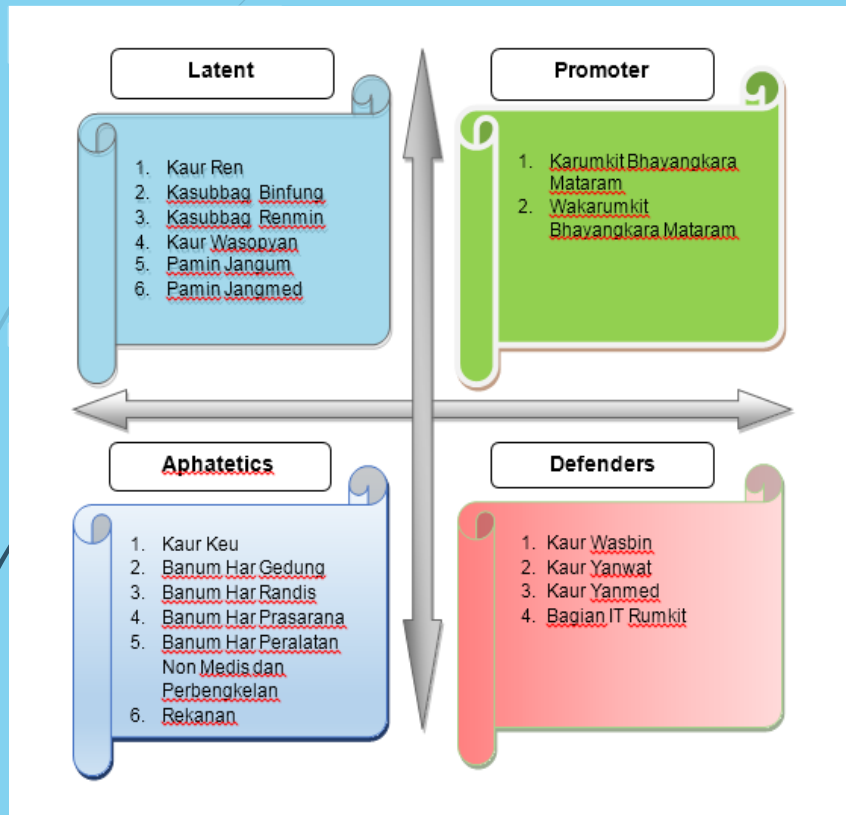 Latent
1. Kaur Ren
2. Kasubbag Binfung
3. Kasubbag Renmin
4. Kaur Wasopyan
5. Pamin Jangum
6. Pamin Jangmed
Promoter
1. Karumkit Bhayangkara
Mataram
2. Wakarumkit
Bhayangkara Mataram
Aphatetics
1. Kaur Keu
2. Banum Har Gedung
3. Banum Har Randis
4. Banum Har Prasarana
5. Banum Har Peralatan
Non Medis dan
Perbengkelan
6. Rekanan
Defenders
1. Kaur Wasbin
2. Kaur Yanwat
3. Kaur Yanmed
4. Bagian IT Rumkit